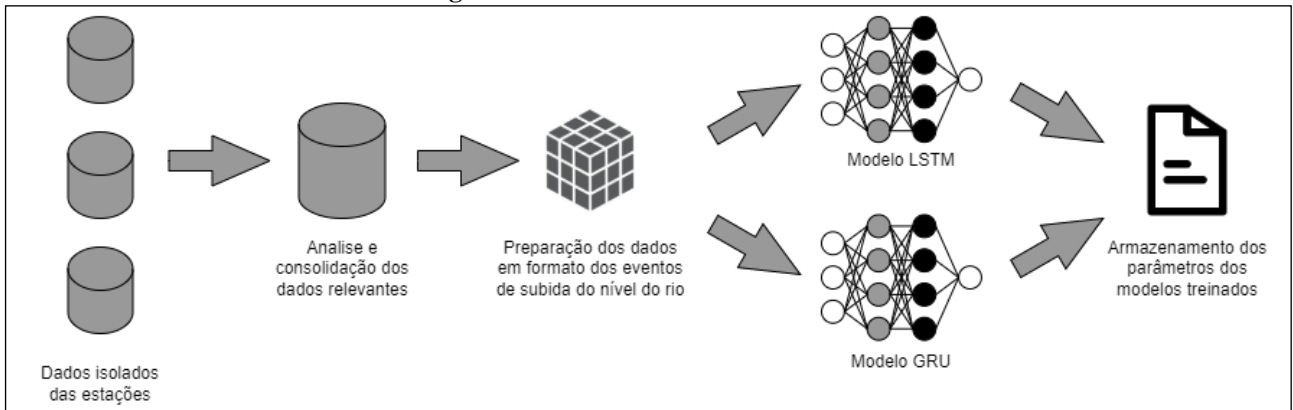 Dados isolados
das estações
Analise e
consolidação dos
dados relevantes
Preparação dos dados
em formato dos eventos
de subida do nível do rio
Modelo LSTM
Modelo GRU
Armazenamento dos
parâmetros dos
modelos treinados